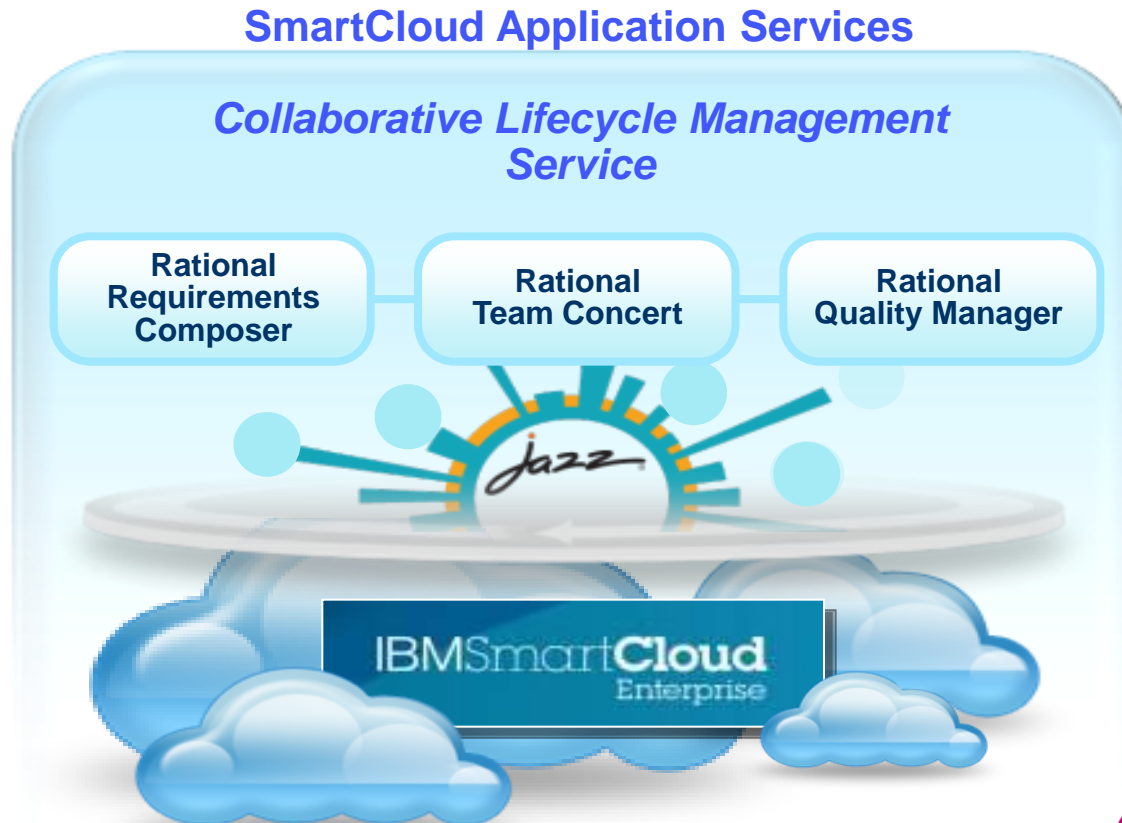 SmartCloud Application Services
Collaborative Lifecycle Management
Service
Rational
Requirements
Composer
Rational
Team Concert
Rational
Quality Manager
jazz
IBMSmartCloud
Enterprise